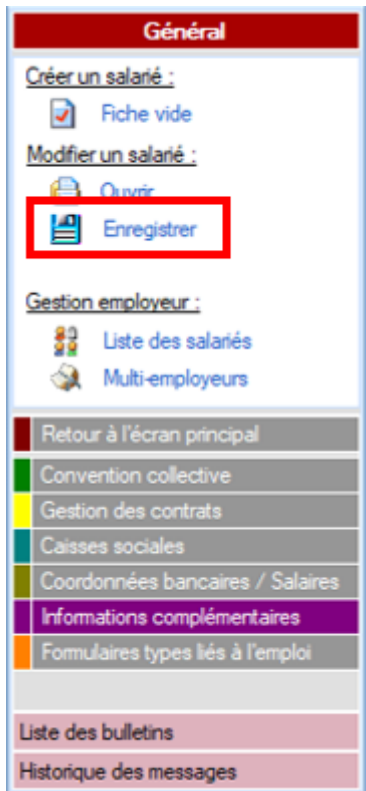 Général
Créer un salarié :
Fiche vide
Modifier un salarié :
Ouvrir
Enregistrer
Gestion employeur :
Liste des salariés
Multi-employeurs
Retour à l'écran principal
Convention collective
Gestion des contrats
Caisses sociales
Coordonnées bancaires / Salaires
Informations complémentaires
Formulaires types liés à l'emploi
Liste des bulletins
Historique des messages